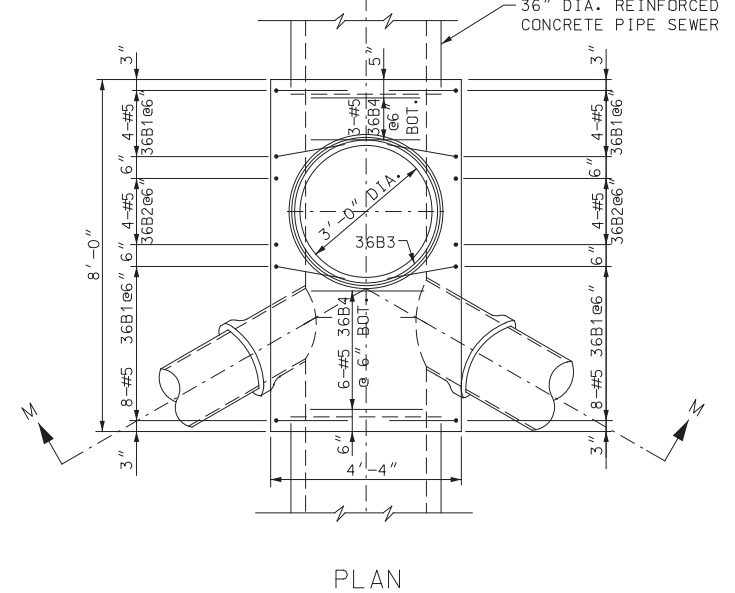 36" DIA. REINFORCED
CONCRETE PIPE SEWER
3"
4-#5
36B1@6"
6"
4-#5
36B2@6"
6"
8'-0"
8-#5 36B1@6"
3"
5"
3-#5
36B4
@6"
BOT.
3'-0" DIA.
36B3
6-#5 36B4
@ 6" BOT.
6"
4'-4"
3"
4-#5
36B1@6"
6"
4-#5
36B2@6"
6"
8-#5 36B1@6"
3"
M
M
PLAN